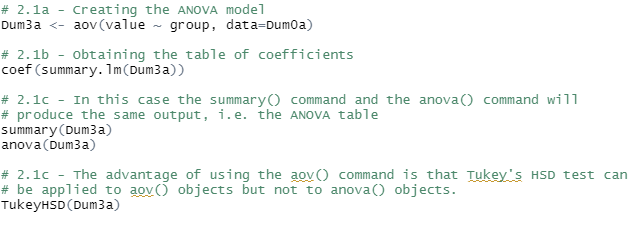 # 2.1a - Creating the ANOVA model
Dum3a <- aov(value ~ group, data=Dum0a)
# 2.1b - Obtaining the table of coefficients
coef(summary.lm(Dum3a))
# 2.1c - In this case the summary() command and the anova() command will
# produce the same output, i.e. the ANOVA table
summary(Dum3a)
anova(Dum3a)
# 2.1c - The advantage of using the aov() command is that Tukey's HSD test can
# be applied to aov() objects but not to anova() objects.
TukeyHSD(Dum3a)